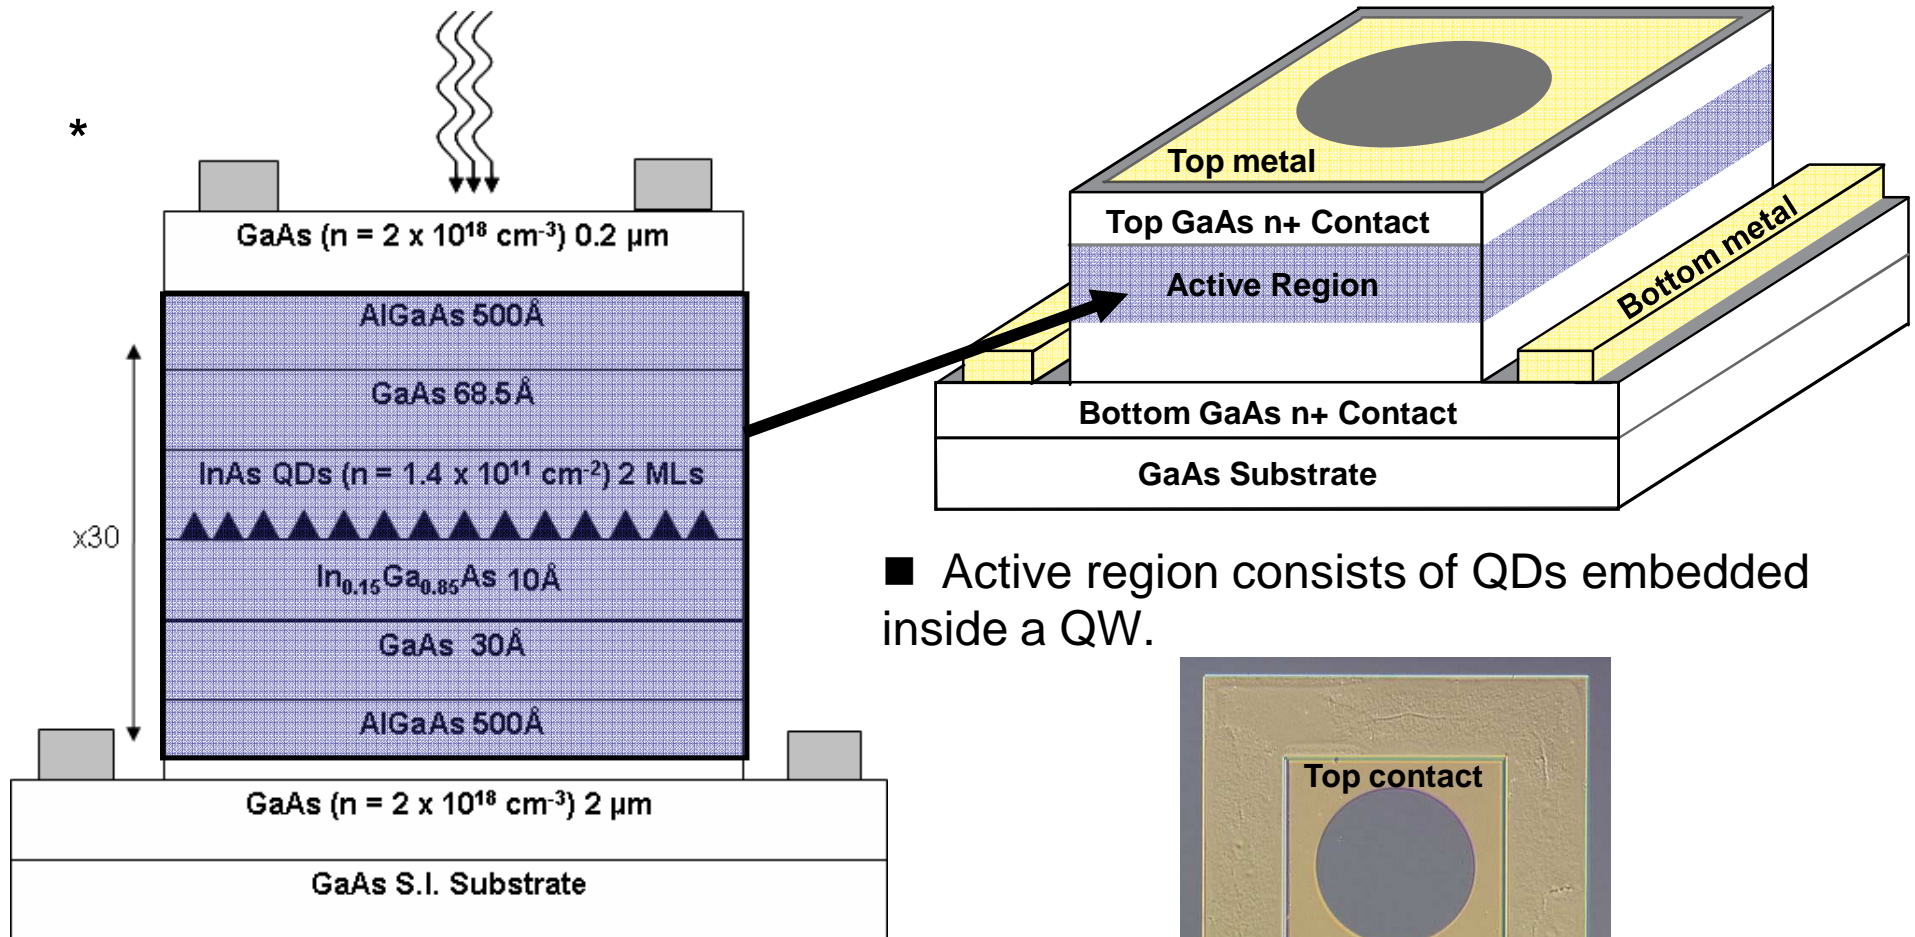 *
GaAs (n = 2 x 10¹⁸ cm⁻³) 0.2 µm
AlGaAs 500Å
GaAs 68.5Å
InAs QDs (n = 1.4 x 10¹¹ cm⁻²) 2 MLs
x30
In₀.₁₅Ga₀.₈₅As 10Å
GaAs 30Å
AlGaAs 500Å
GaAs (n = 2 x 10¹⁸ cm⁻³) 2 µm
GaAs S.I. Substrate
Top metal
Top GaAs n+ Contact
Active Region
Bottom metal
Bottom GaAs n+ Contact
GaAs Substrate
■ Active region consists of QDs embedded
inside a QW.
Top contact